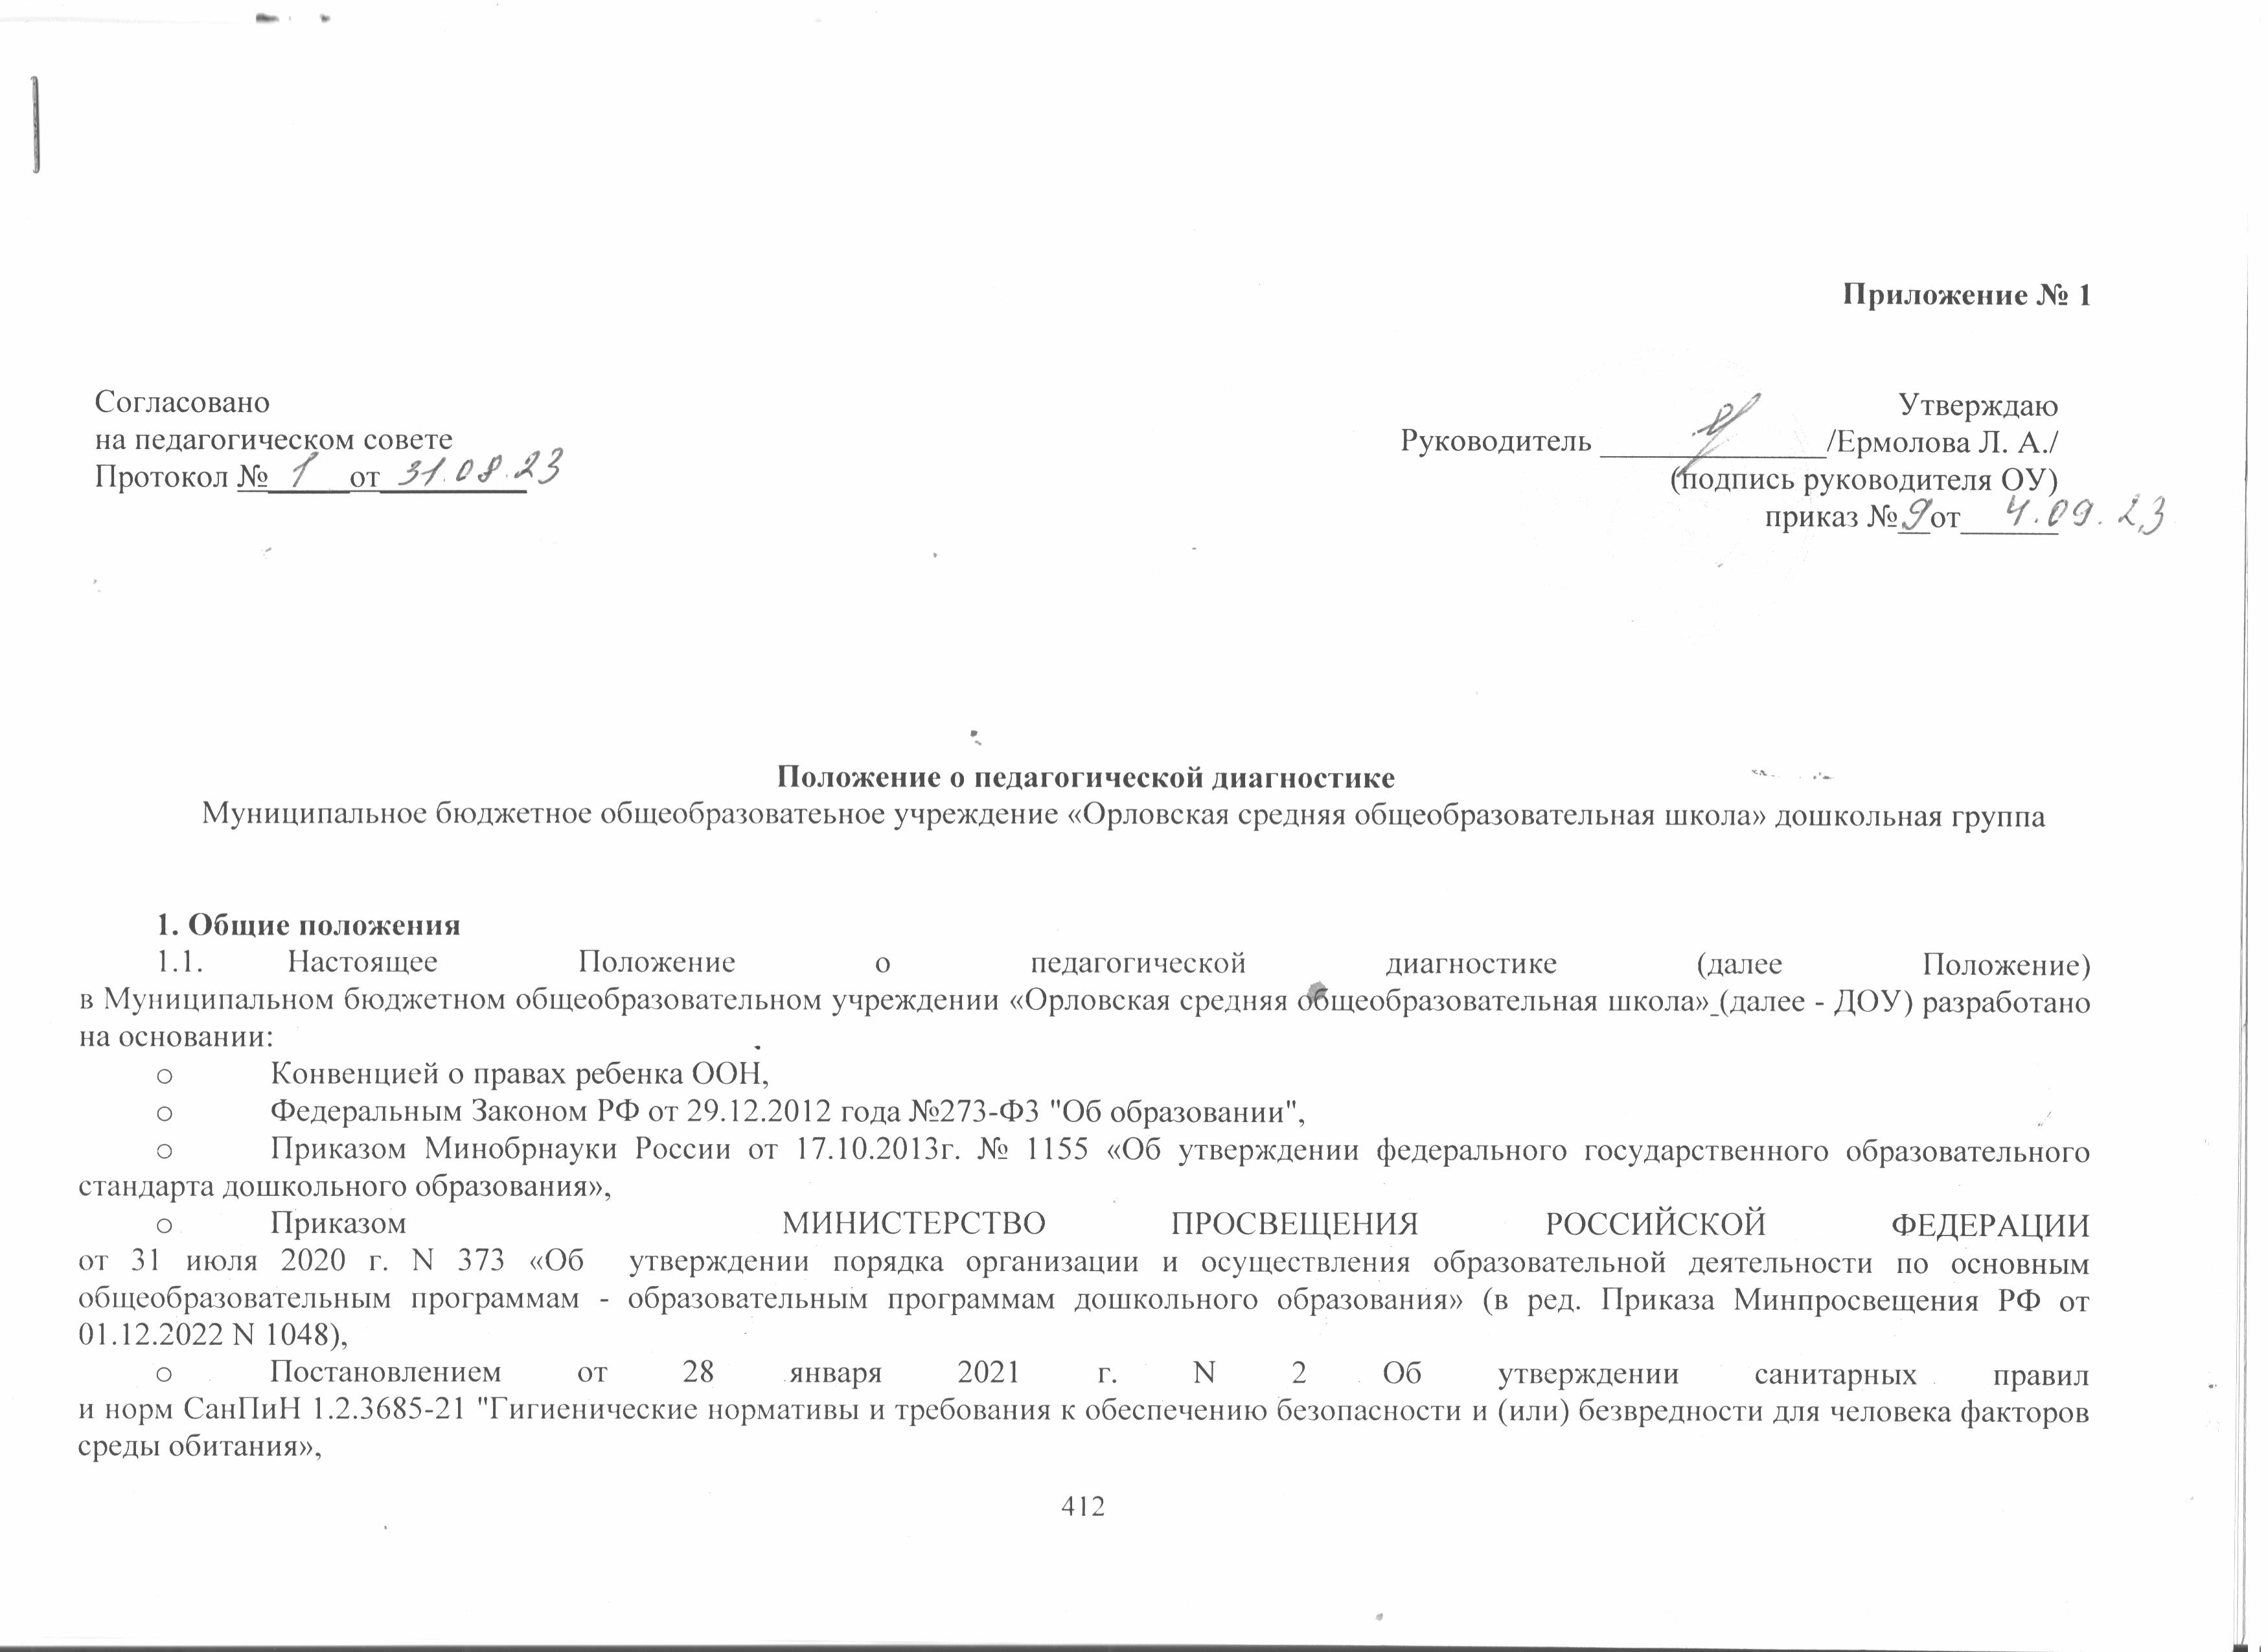 Приложение № 1
Согласовано
на педагогическом совете
Протокол № 1 от 31.08.23
Утверждаю
Руководитель ______________/Ермолова Л. А./
(подпись руководителя ОУ)
приказ № 9 от 4.09.23
Положение о педагогической диагностике
Муниципальное бюджетное общеобразоватеьное учреждение «Орловская средняя общеобразовательная школа» дошкольная группа
1. Общие положения
1.1. Настоящее Положение о педагогической диагностике (далее Положение)
в Муниципальном бюджетном общеобразовательном учреждении «Орловская средняя общеобразовательная школа» (далее - ДОУ) разработано
на основании:
o Конвенцией о правах ребенка ООН,
o Федеральным Законом РФ от 29.12.2012 года №273-ФЗ "Об образовании",
o Приказом Минобрнауки России от 17.10.2013г. № 1155 «Об утверждении федерального государственного образовательного
стандарта дошкольного образования»,
o Приказом МИНИСТЕРСТВО ПРОСВЕЩЕНИЯ РОССИЙСКОЙ ФЕДЕРАЦИИ
от 31 июля 2020 г. N 373 «Об утверждении порядка организации и осуществления образовательной деятельности по основным
общеобразовательным программам - образовательным программам дошкольного образования» (в ред. Приказа Минпросвещения РФ от
01.12.2022 N 1048),
o Постановлением от 28 января 2021 г. N 2 Об утверждении санитарных правил
и норм СанПиН 1.2.3685-21 "Гигиенические нормативы и требования к обеспечению безопасности и (или) безвредности для человека факторов
среды обитания»,
412